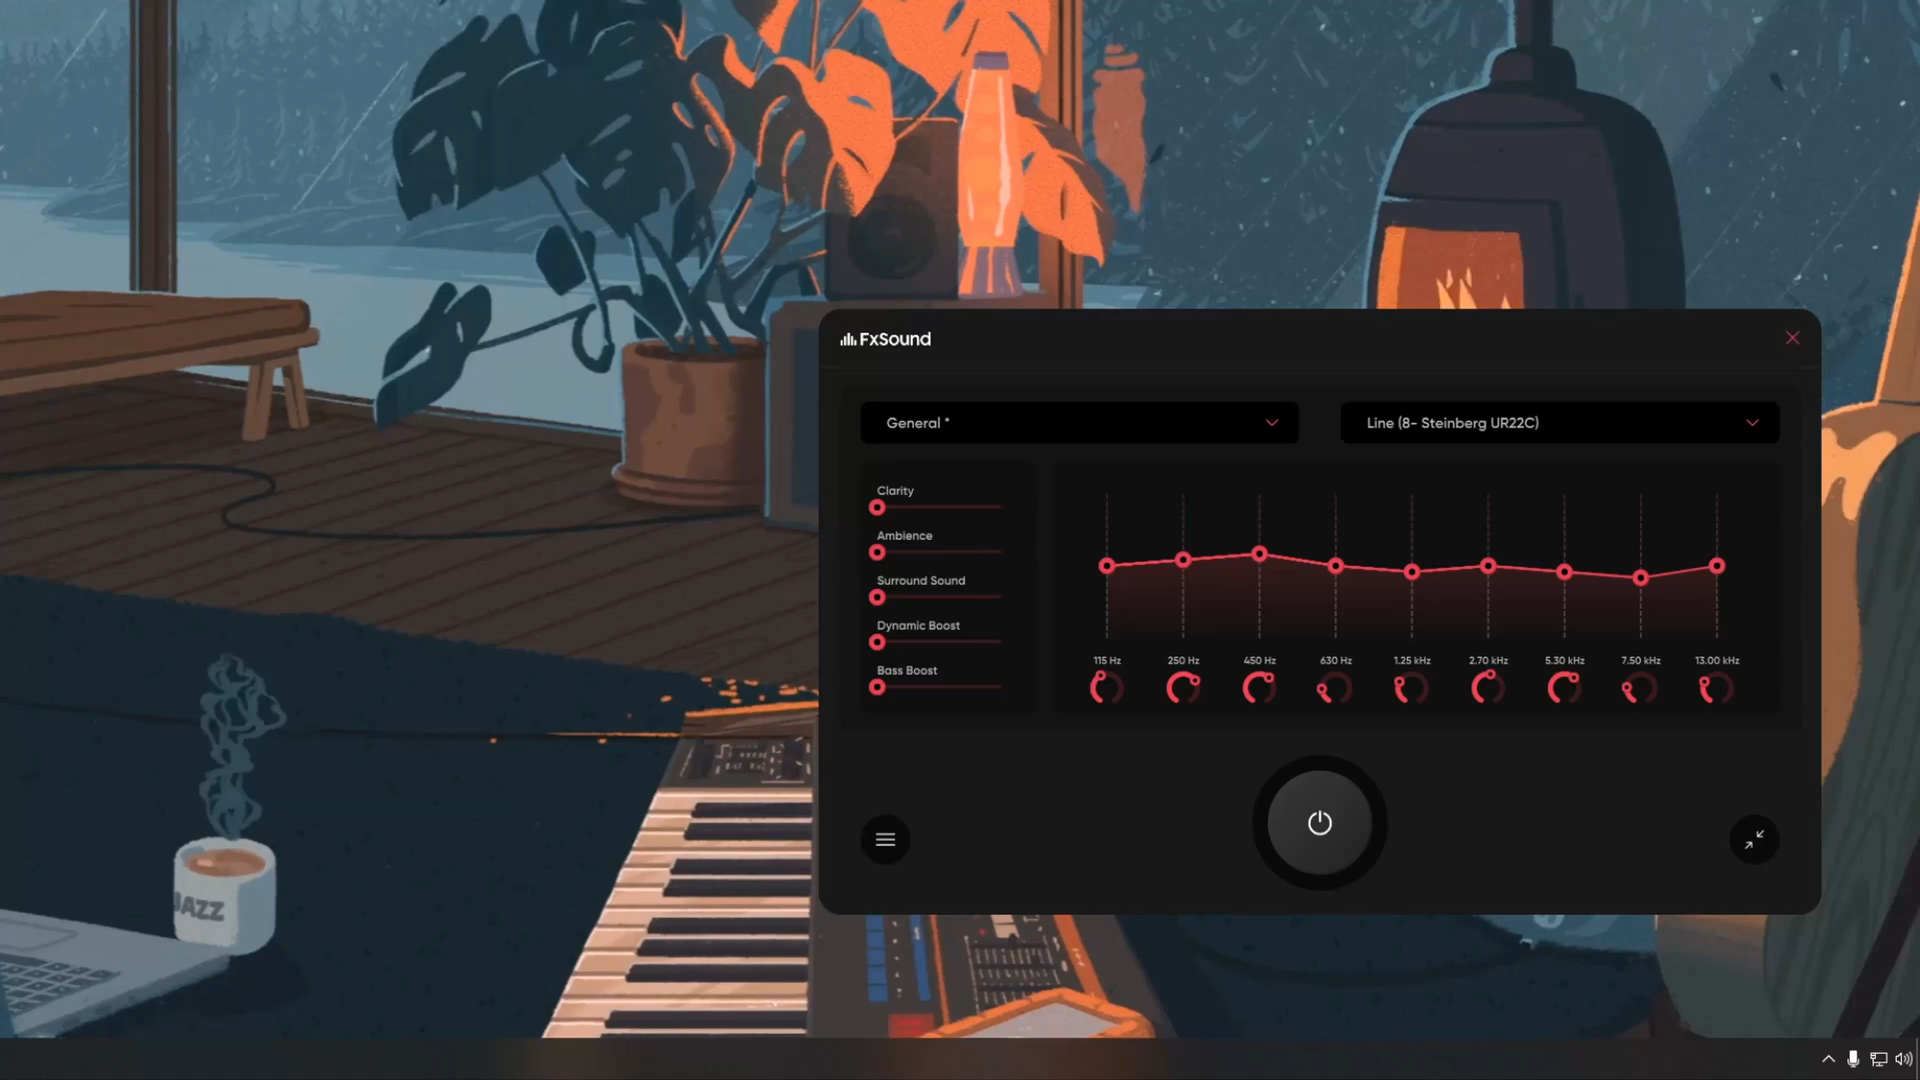 FxSound
General *
Line (8- Steinberg UR22C)
Clarity
Ambience
Surround Sound
Dynamic Boost
Bass Boost
115 Hz 250 Hz 450 Hz 630 Hz 1.25 kHz 2.70 kHz 5.30 kHz 7.50 kHz 13.00 kHz
JAZZ